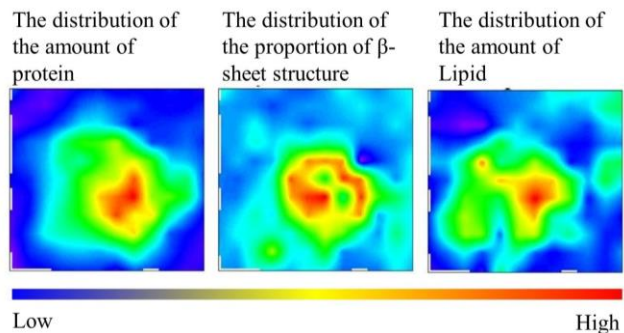 The distribution of
the amount of
protein
The distribution of
the proportion of β-
sheet structure
The distribution of
the amount of
Lipid
Low
High